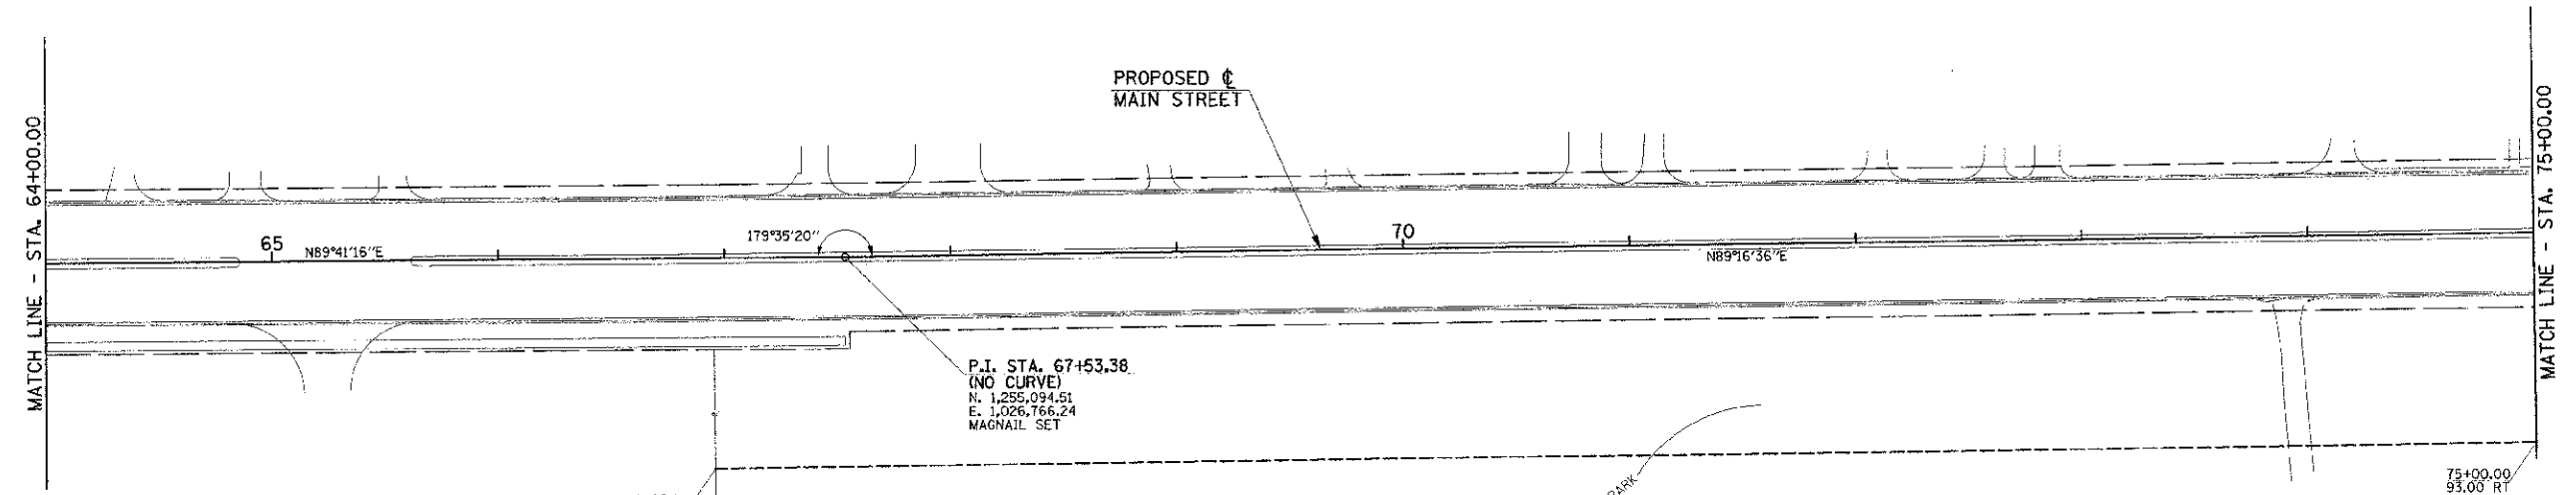 PROPOSED ℄
MAIN STREET
MATCH LINE - STA. 64+00.00
MATCH LINE - STA. 75+00.00
65
N89°41'16"E
179°35'20"
70
N89°16'36"E
P.I. STA. 67+53.38
(NO CURVE)
N. 1,255,094.51
E. 1,026,766.24
MAGNAIL SET
PARK
75+00.00
93.00 RT